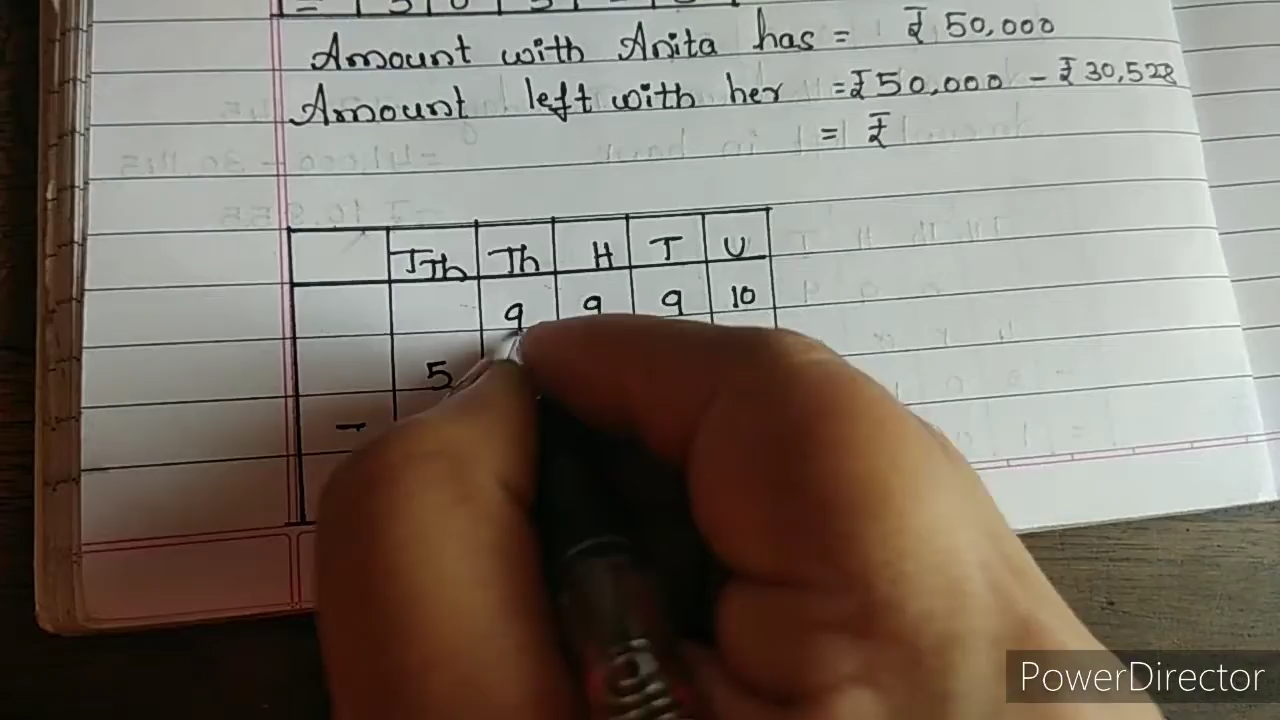 Amount with Anita has = ₹ 50,000
Amount left with her = ₹ 50,000 - ₹ 30,528
= ₹
TTh Th H T U
9 9 9 10
5
-
PowerDirector